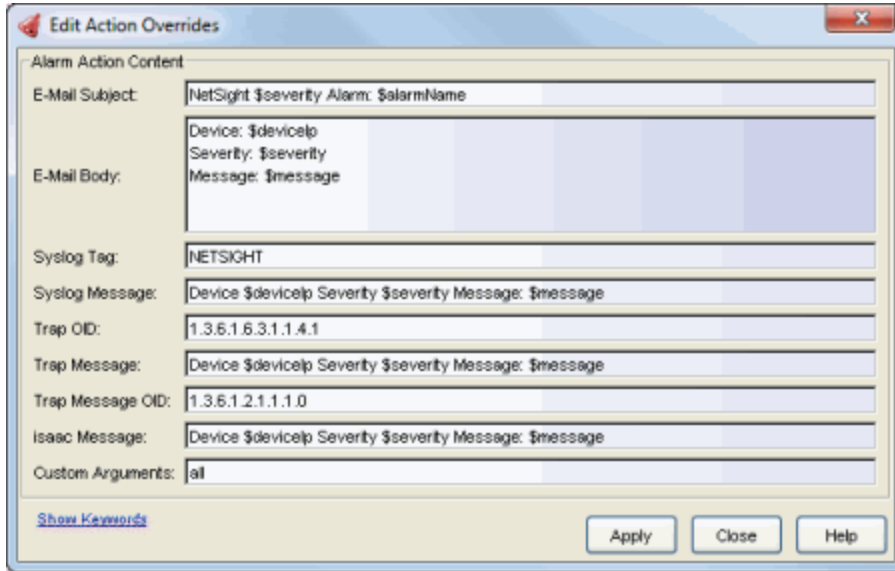 Edit Action Overrides
Alarm Action Content
E-Mail Subject: NetSight $severity Alarm: $alarmName
E-Mail Body:
Device: $deviceIp
Severity: $severity
Message: $message
Syslog Tag: NETSIGHT
Syslog Message: Device $deviceIp Severity $severity Message: $message
Trap OID: 1.3.6.1.6.3.1.1.4.1
Trap Message: Device $deviceIp Severity $severity Message: $message
Trap Message OID: 1.3.6.1.2.1.1.1.0
isaac Message: Device $deviceIp Severity $severity Message: $message
Custom Arguments: all
Show Keywords
Apply Close Help